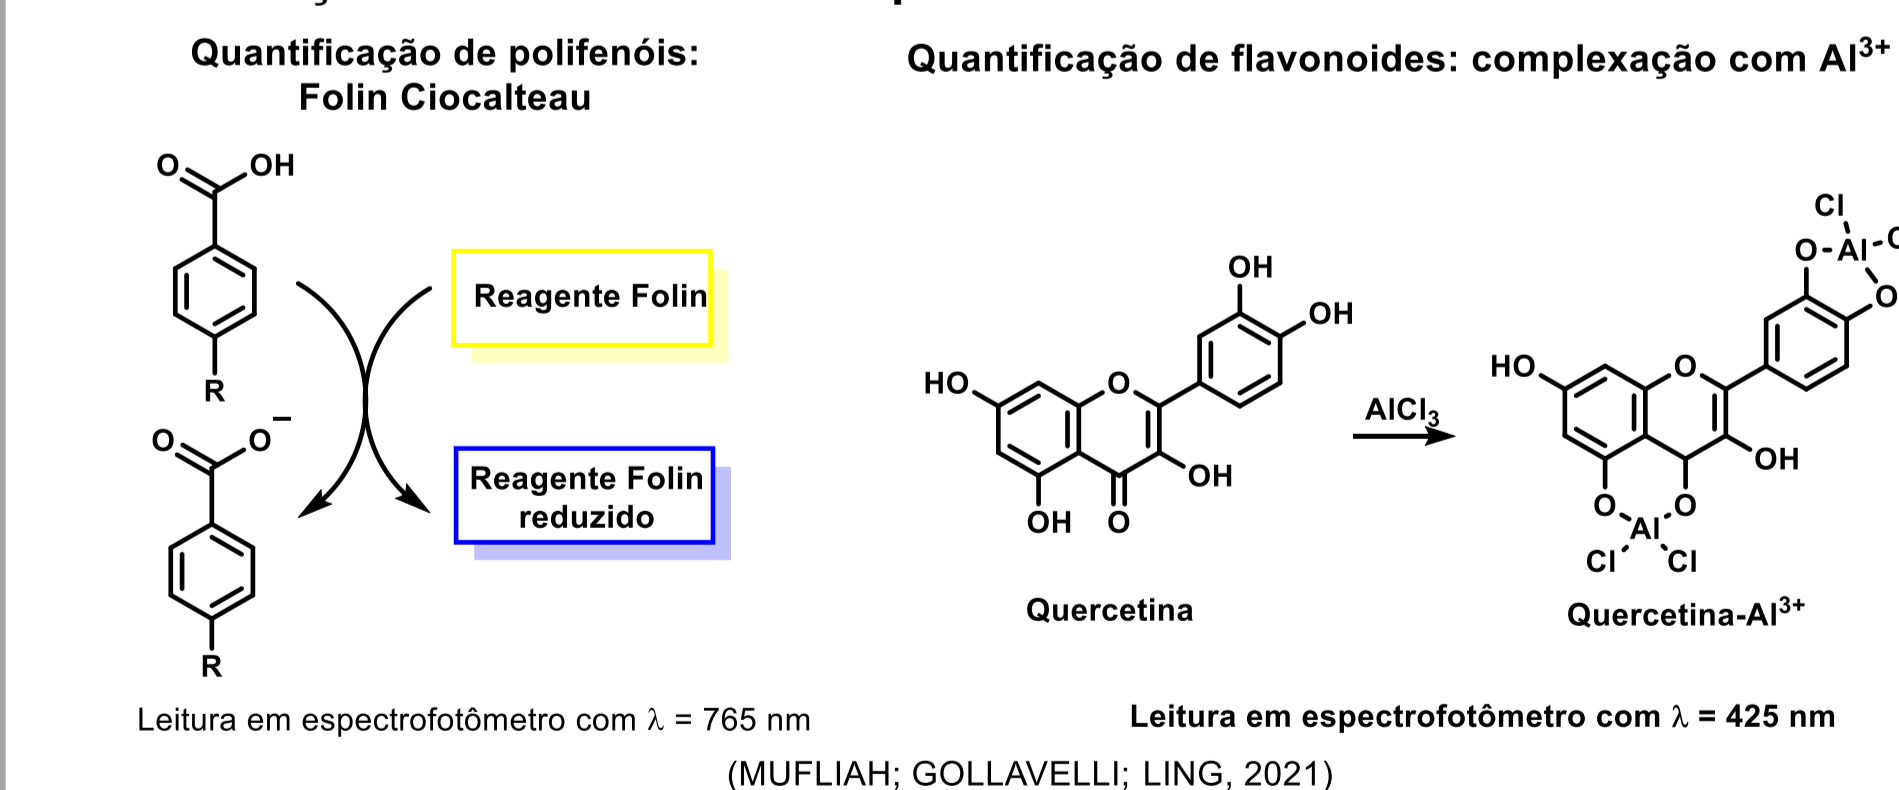 Quantificação de polifenóis:
Folin Ciocalteau
O
OH
R
Reagente Folin
O
O⁻
R
Reagente Folin
reduzido
Leitura em espectrofotômetro com λ = 765 nm
Quantificação de flavonoides: complexação com Al³⁺
OH
OH
HO
O
OH
OH
O
Quercetina
AlCl₃
Cl
O-Al-C
O
HO
O
OH
O
O
Al
Cl
Cl
Quercetina-Al³⁺
Leitura em espectrofotômetro com λ = 425 nm
(MUFLIAH; GOLLAVELLI; LING, 2021)